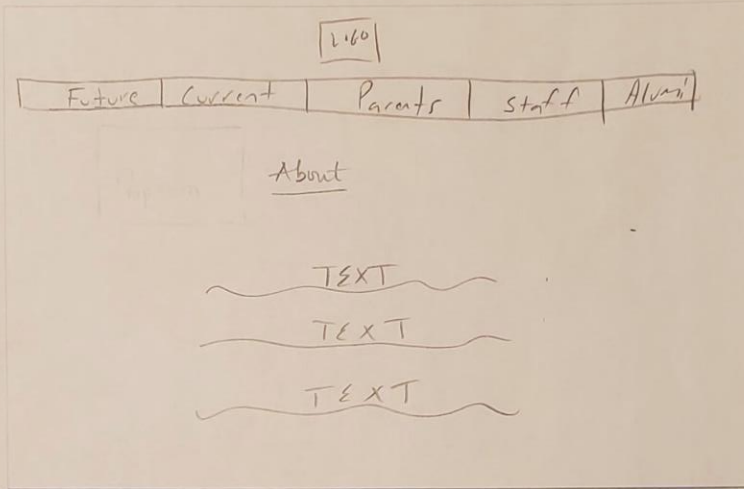 LOGO
Future Current Parents Staff Alumni
About
TEXT
TEXT
TEXT